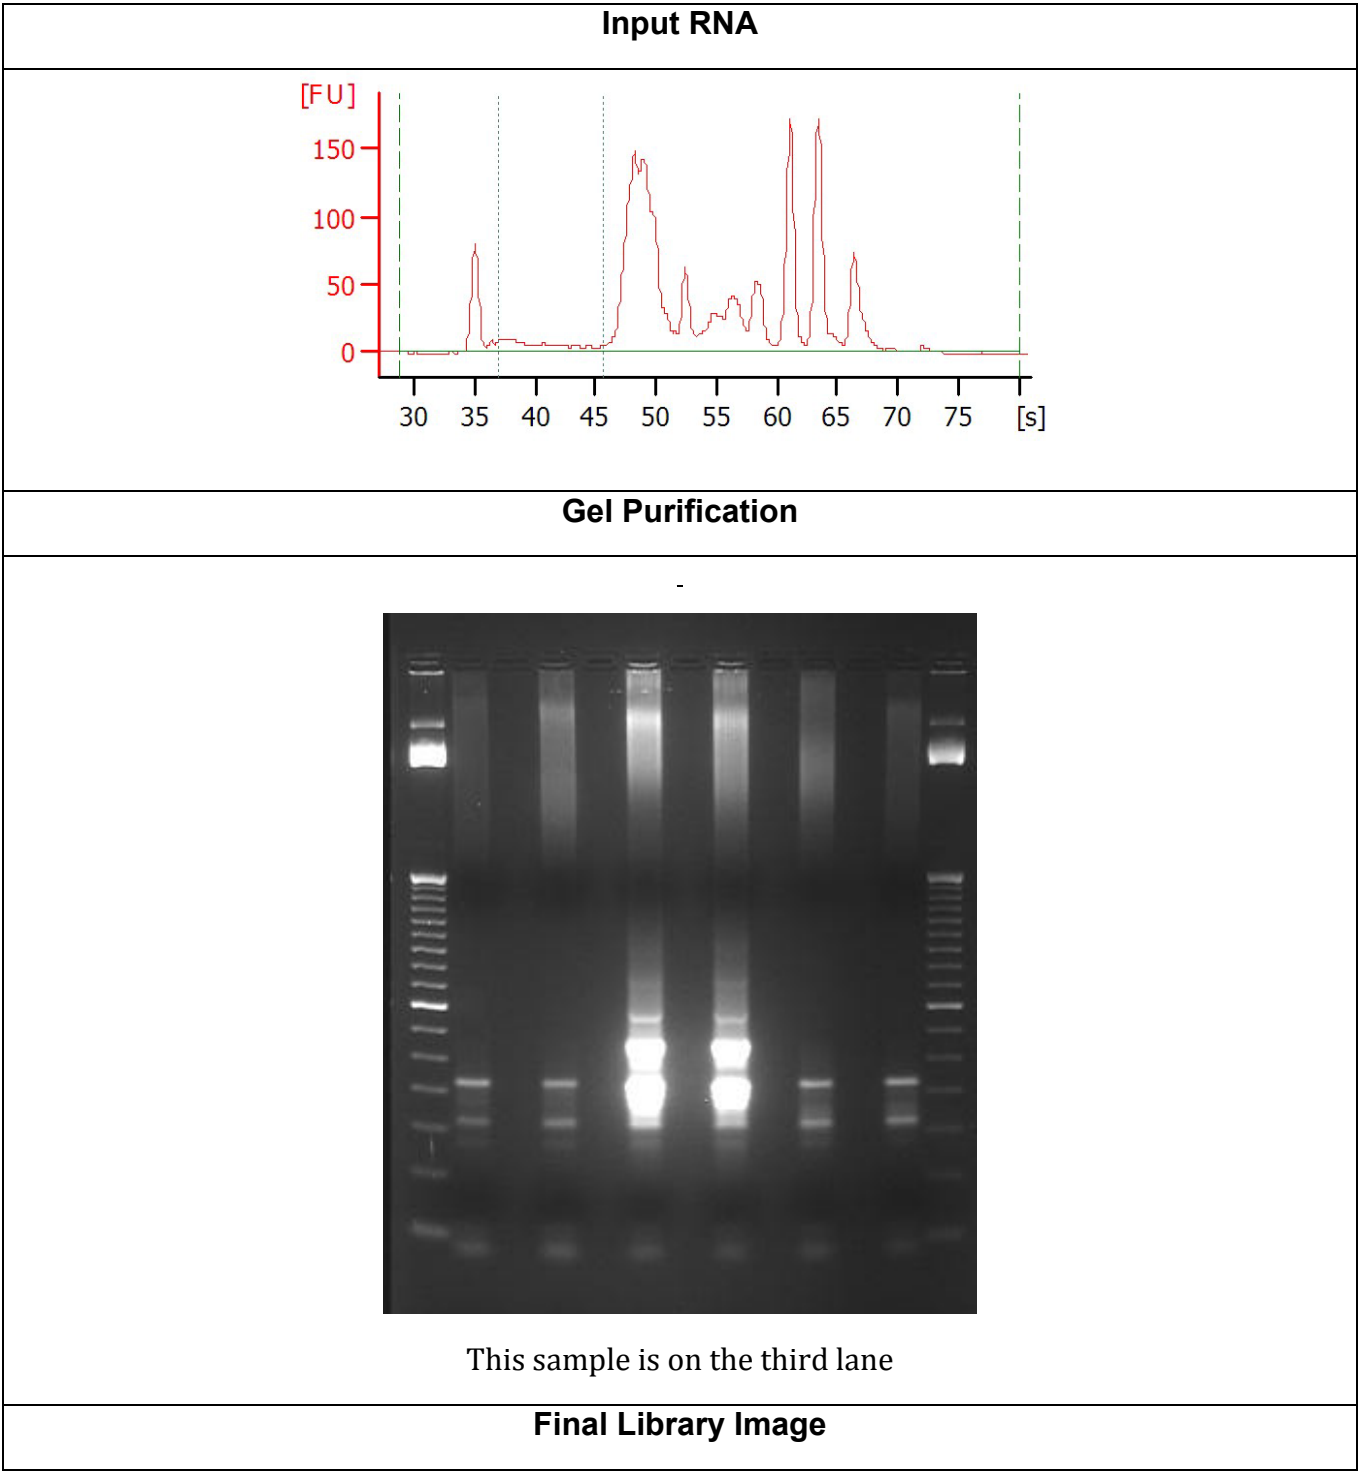 Input RNA
[FU]
150
100
50
0
30 35 40 45 50 55 60 65 70 75 [s]
Gel Purification
-
This sample is on the third lane
Final Library Image